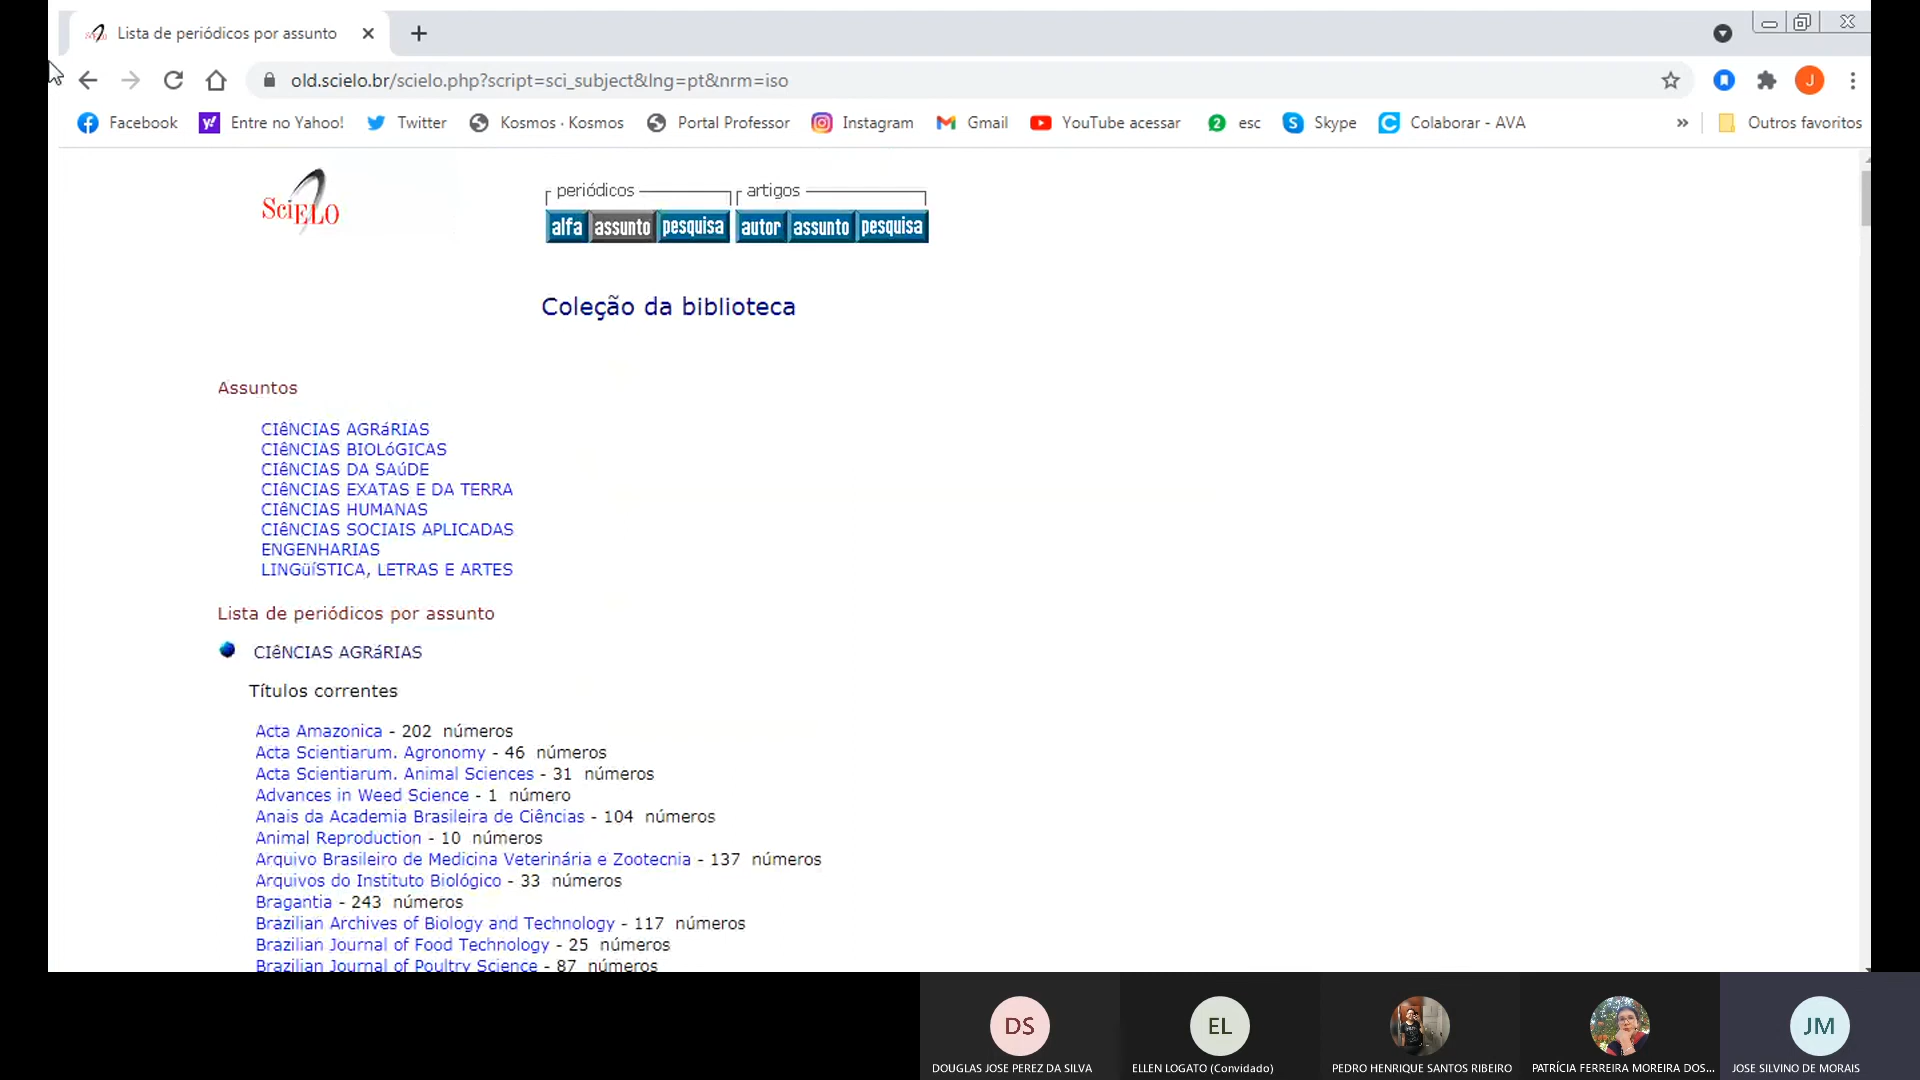 Lista de periódicos por assunto
old.scielo.br/scielo.php?script=sci_subject&lng=pt&nrm=iso
J
Facebook
Entre no Yahoo!
Twitter
Kosmos · Kosmos
Portal Professor
Instagram
Gmail
YouTube acessar
2 esc
Skype
Colaborar - AVA
»
Outros favoritos
SciELO
periódicos
artigos
alfa assunto pesquisa autor assunto pesquisa
Coleção da biblioteca
Assuntos
CIêNCIAS AGRáRIAS
CIêNCIAS BIOLóGICAS
CIêNCIAS DA SAúDE
CIêNCIAS EXATAS E DA TERRA
CIêNCIAS HUMANAS
CIêNCIAS SOCIAIS APLICADAS
ENGENHARIAS
LINGüíSTICA, LETRAS E ARTES
Lista de periódicos por assunto
CIêNCIAS AGRáRIAS
Títulos correntes
Acta Amazonica - 202 números
Acta Scientiarum. Agronomy - 46 números
Acta Scientiarum. Animal Sciences - 31 números
Advances in Weed Science - 1 número
Anais da Academia Brasileira de Ciências - 104 números
Animal Reproduction - 10 números
Arquivo Brasileiro de Medicina Veterinária e Zootecnia - 137 números
Arquivos do Instituto Biológico - 33 números
Bragantia - 243 números
Brazilian Archives of Biology and Technology - 117 números
Brazilian Journal of Food Technology - 25 números
Brazilian Journal of Poultry Science - 87 números
DS
EL
JM
DOUGLAS JOSE PEREZ DA SILVA
ELLEN LOGATO (Convidado)
PEDRO HENRIQUE SANTOS RIBEIRO
PATRÍCIA FERREIRA MOREIRA DOS...
JOSE SILVINO DE MORAIS